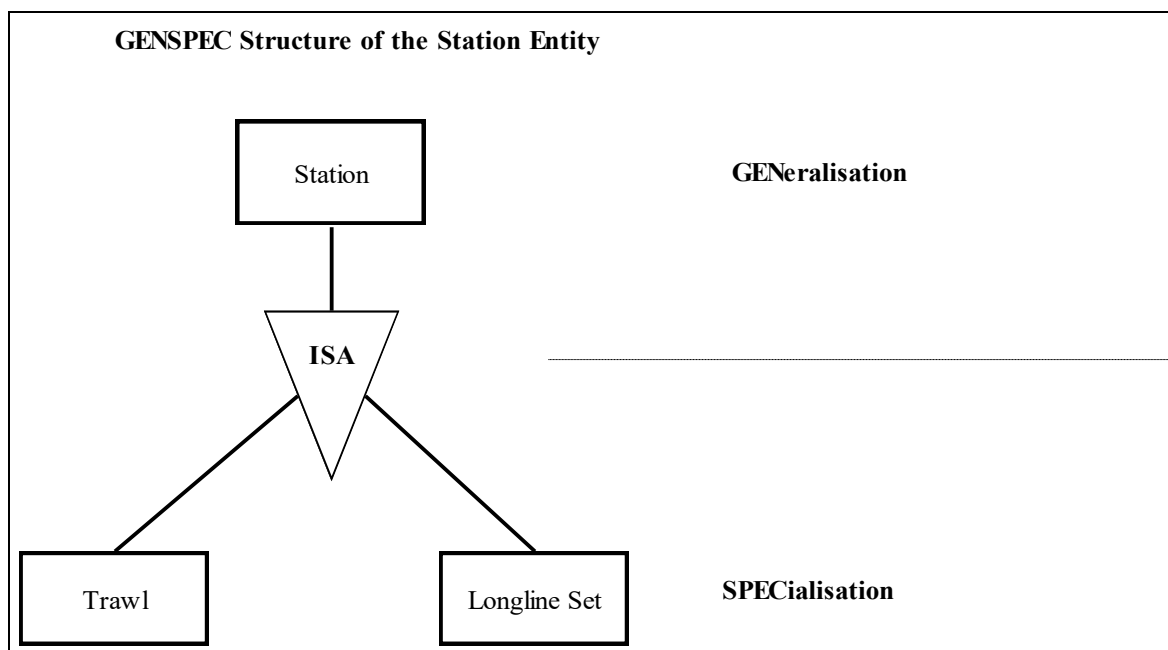 GENSPEC Structure of the Station Entity
Station
GENeralisation
ISA
Trawl
Longline Set
SPECialisation